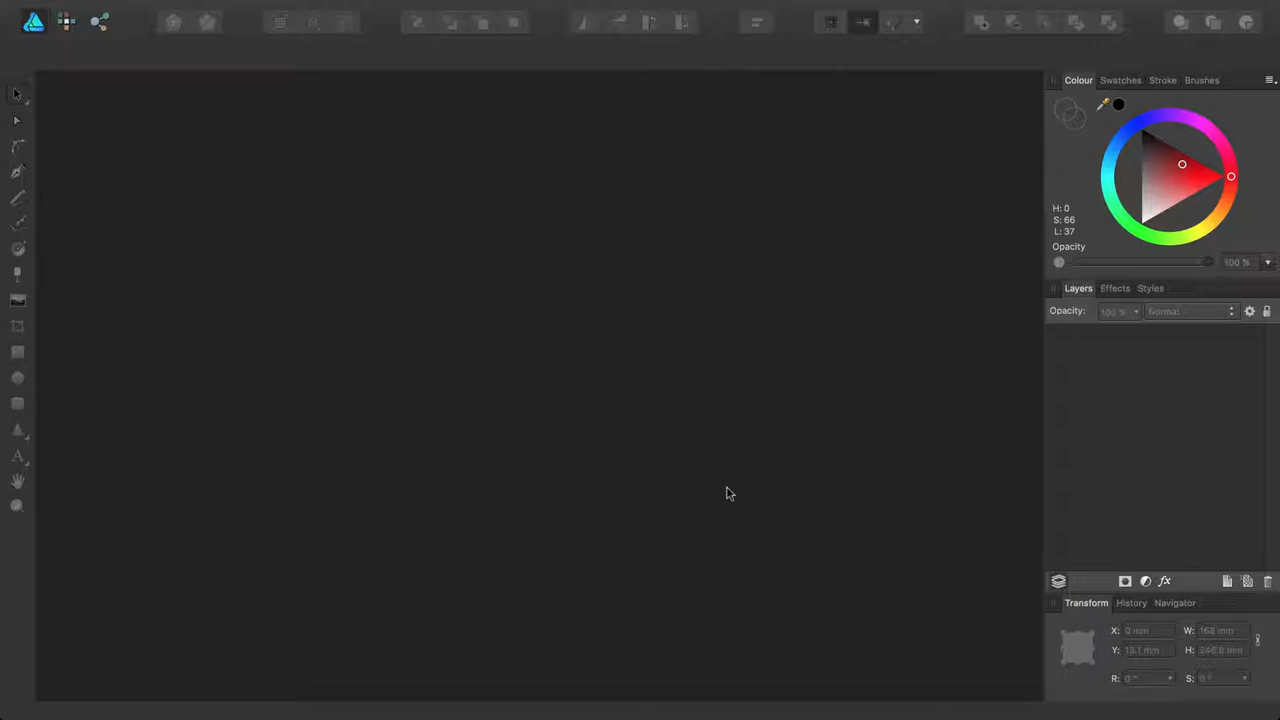 Colour Swatches Stroke Brushes
H: 0
S: 66
L: 37
Opacity
100 %
Layers Effects Styles
Opacity: 100 % Normal
fx
Transform History Navigator
X: 0 mm W: 168 mm
Y: 13.1 mm H: 246.8 mm
R: 0 ° S: 0 °
A